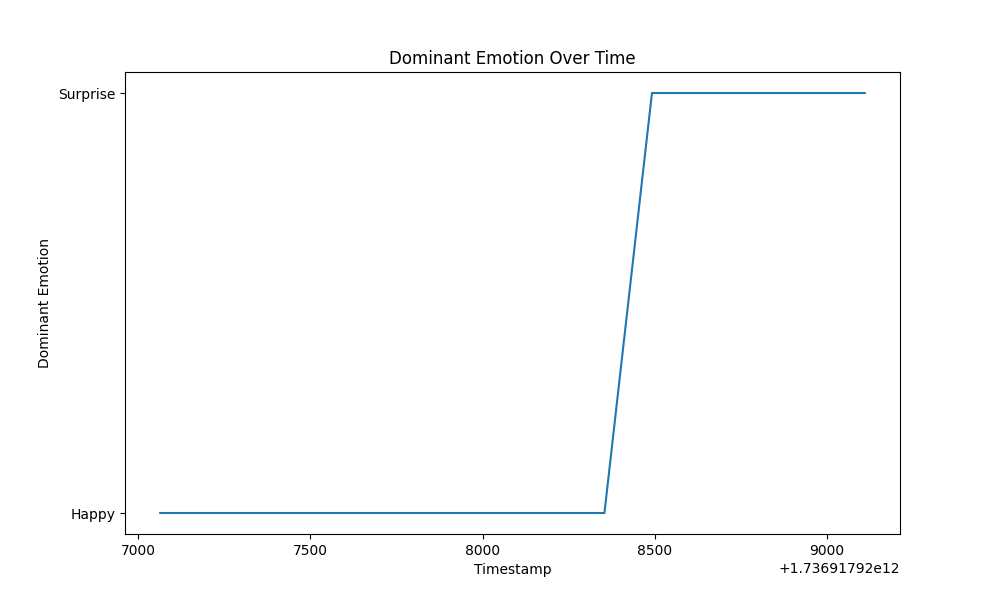 Dominant Emotion Over Time
Surprise
Dominant Emotion
Happy
7000 7500 8000 8500 9000
Timestamp
+1.73691792e12